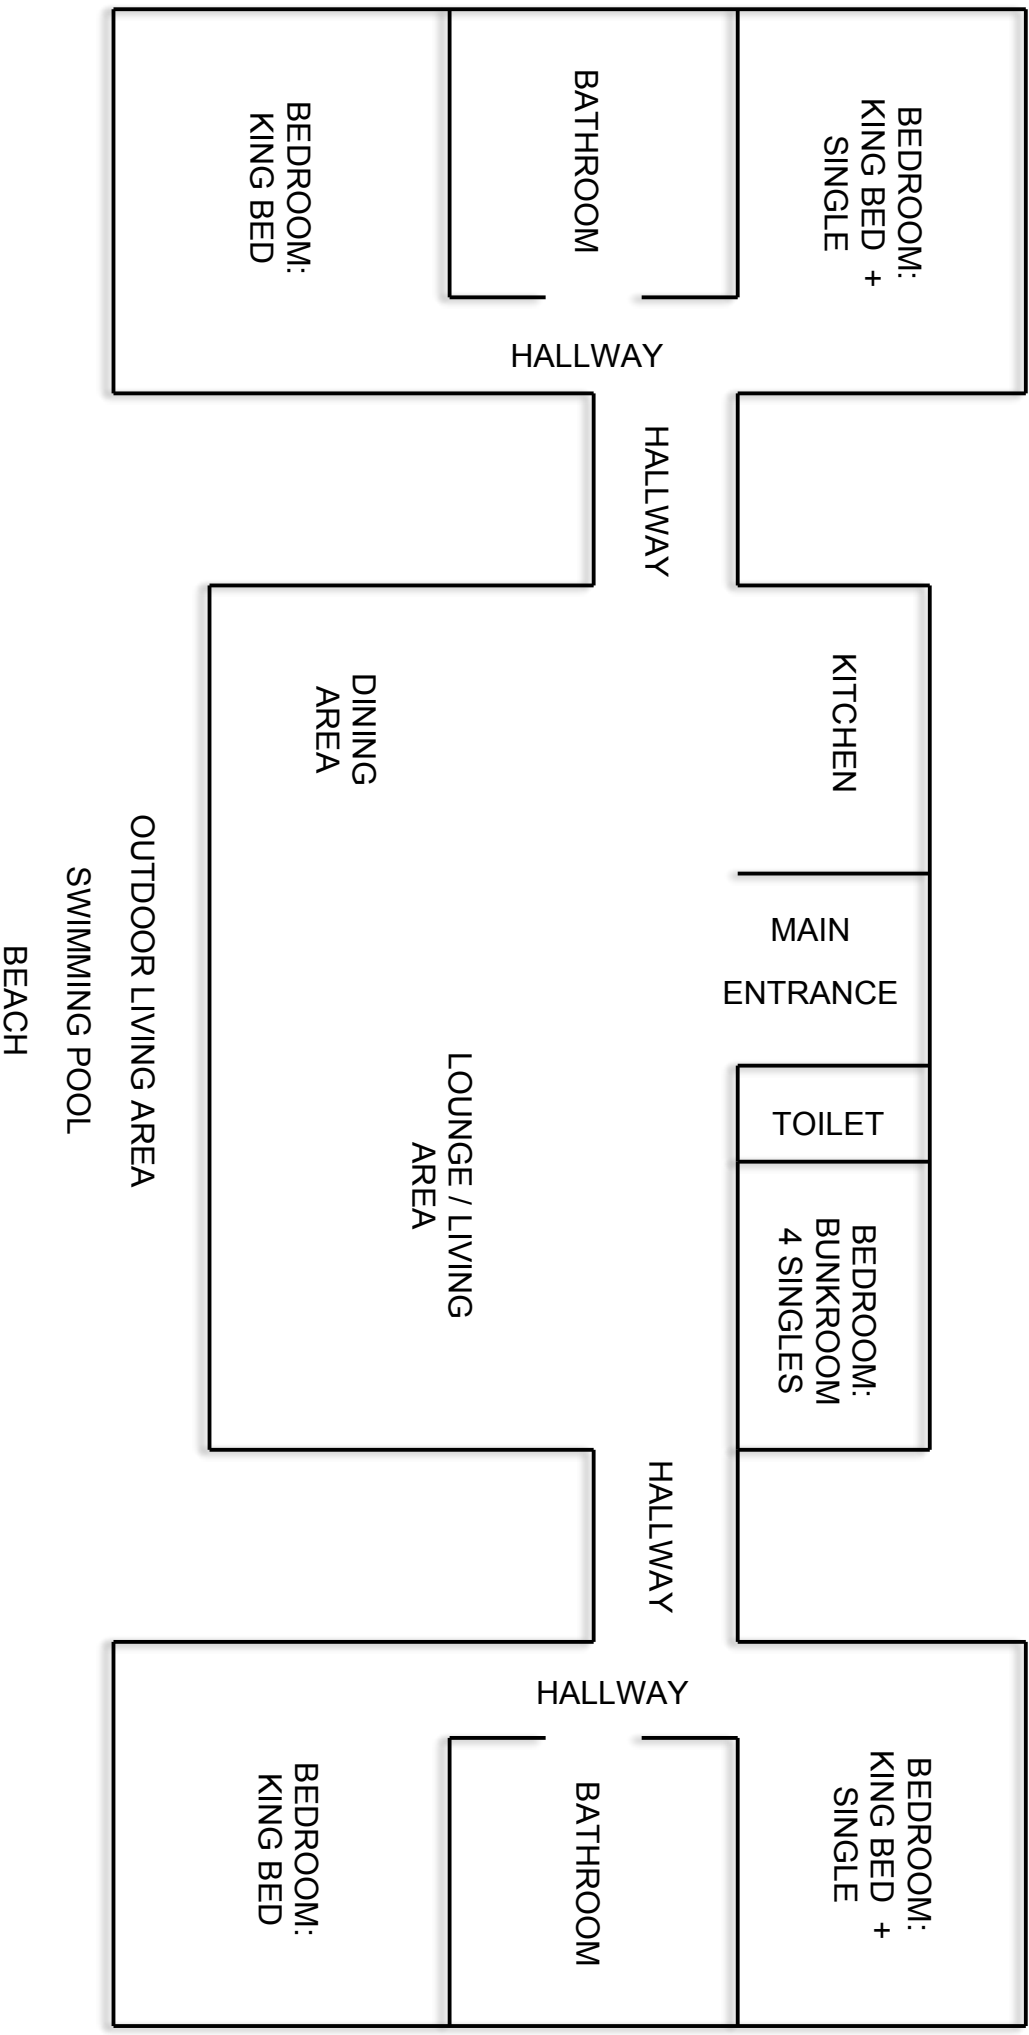 BEDROOM:
KING BED +
SINGLE
BATHROOM
BEDROOM:
KING BED
HALLWAY
HALLWAY
KITCHEN
DINING
AREA
MAIN
ENTRANCE
TOILET
BEDROOM:
BUNKROOM
4 SINGLES
LOUNGE / LIVING
AREA
OUTDOOR LIVING AREA
SWIMMING POOL
BEACH
HALLWAY
HALLWAY
BEDROOM:
KING BED +
SINGLE
BATHROOM
BEDROOM:
KING BED